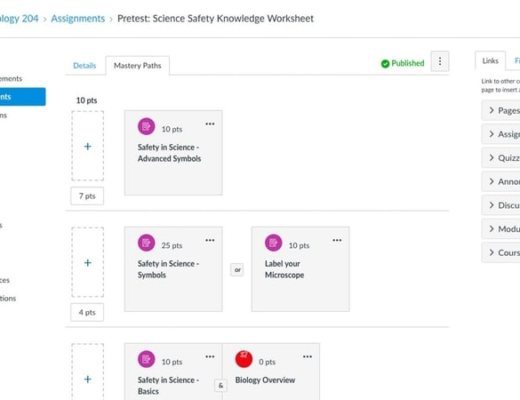 ology 204 › Assignments › Pretest: Science Safety Knowledge Worksheet
Details
Mastery Paths
Published
Links
Fi
Link to other c
page to insert a
ements
nts
ns
s
ces
tions
10 pts
+
7 pts
10 pts
Safety in Science -
Advanced Symbols
+
4 pts
25 pts
Safety in Science -
Symbols
or
10 pts
Label your
Microscope
+
10 pts
Safety in Science -
Basics
&
0 pts
Biology Overview
Pages
Assign
Quizz
Annou
Discus
Modu
Cours